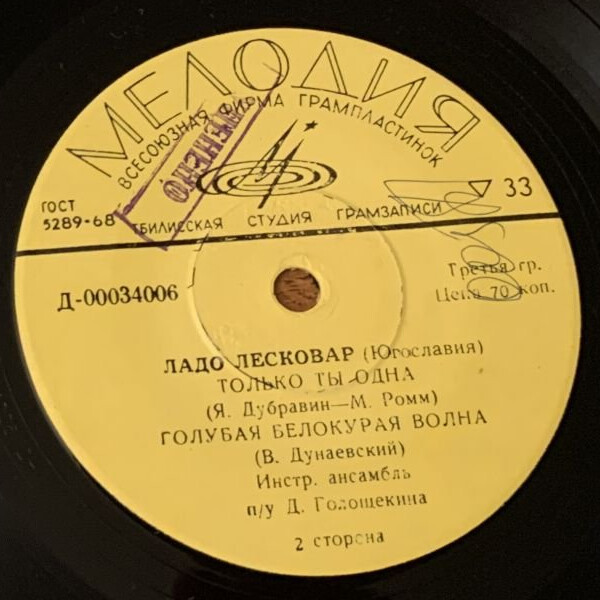 МЕЛОДИЯ
ВСЕСОЮЗНАЯ ФИРМА ГРАМПЛАСТИНОК
УЦЕНЕНО
ГОСТ
5289-68
ТБИЛИССКАЯ СТУДИЯ ГРАМЗАПИСИ
33
Д-00034006
Третья гр.
Цена 70 коп.
ЛАДО ЛЕСКОВАР (Югославия)
ТОЛЬКО ТЫ ОДНА
(Я. Дубравин—М. Ромм)
ГОЛУБАЯ БЕЛОКУРАЯ ВОЛНА
(В. Дунаевский)
Инстр. ансамбль
п/у Д. Голощекина
2 сторона